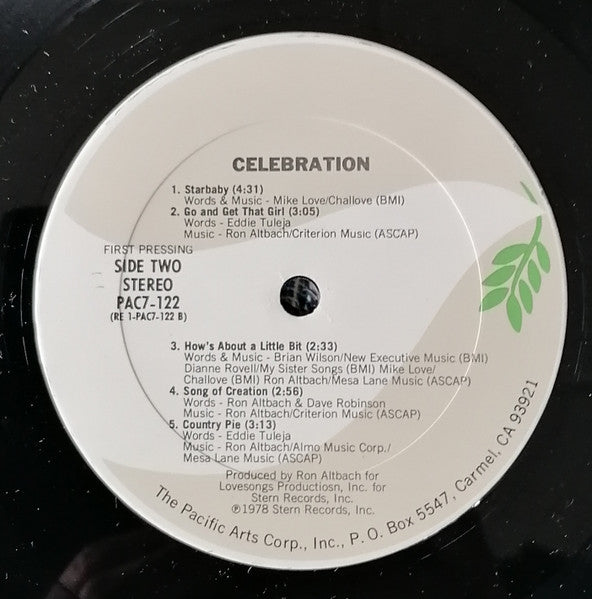 CELEBRATION
1. Starbaby (4:31)
Words & Music - Mike Love/Challove (BMI)
2. Go and Get That Girl (3:05)
Words - Eddie Tuleja
Music - Ron Altbach/Criterion Music (ASCAP)
FIRST PRESSING
SIDE TWO
STEREO
PAC7-122
(RE 1-PAC7-122 B)
3. How's About a Little Bit (2:33)
Words & Music - Brian Wilson/New Executive Music (BMI)
Dianne Rovell/My Sister Songs (BMI) Mike Love/
Challove (BMI) Ron Altbach/Mesa Lane Music (ASCAP)
4. Song of Creation (2:56)
Words - Ron Altbach & Dave Robinson
Music - Ron Altbach/Criterion Music (ASCAP)
5. Country Pie (3:13)
Words - Eddie Tuleja
Music - Ron Altbach/Almo Music Corp./
Mesa Lane Music (ASCAP)
Produced by Ron Altbach for
Lovesongs Productiosn, Inc. for
Stern Records, Inc.
℗1978 Stern Records, Inc.
The Pacific Arts Corp., Inc., P. O. Box 5547, Carmel, CA 93921